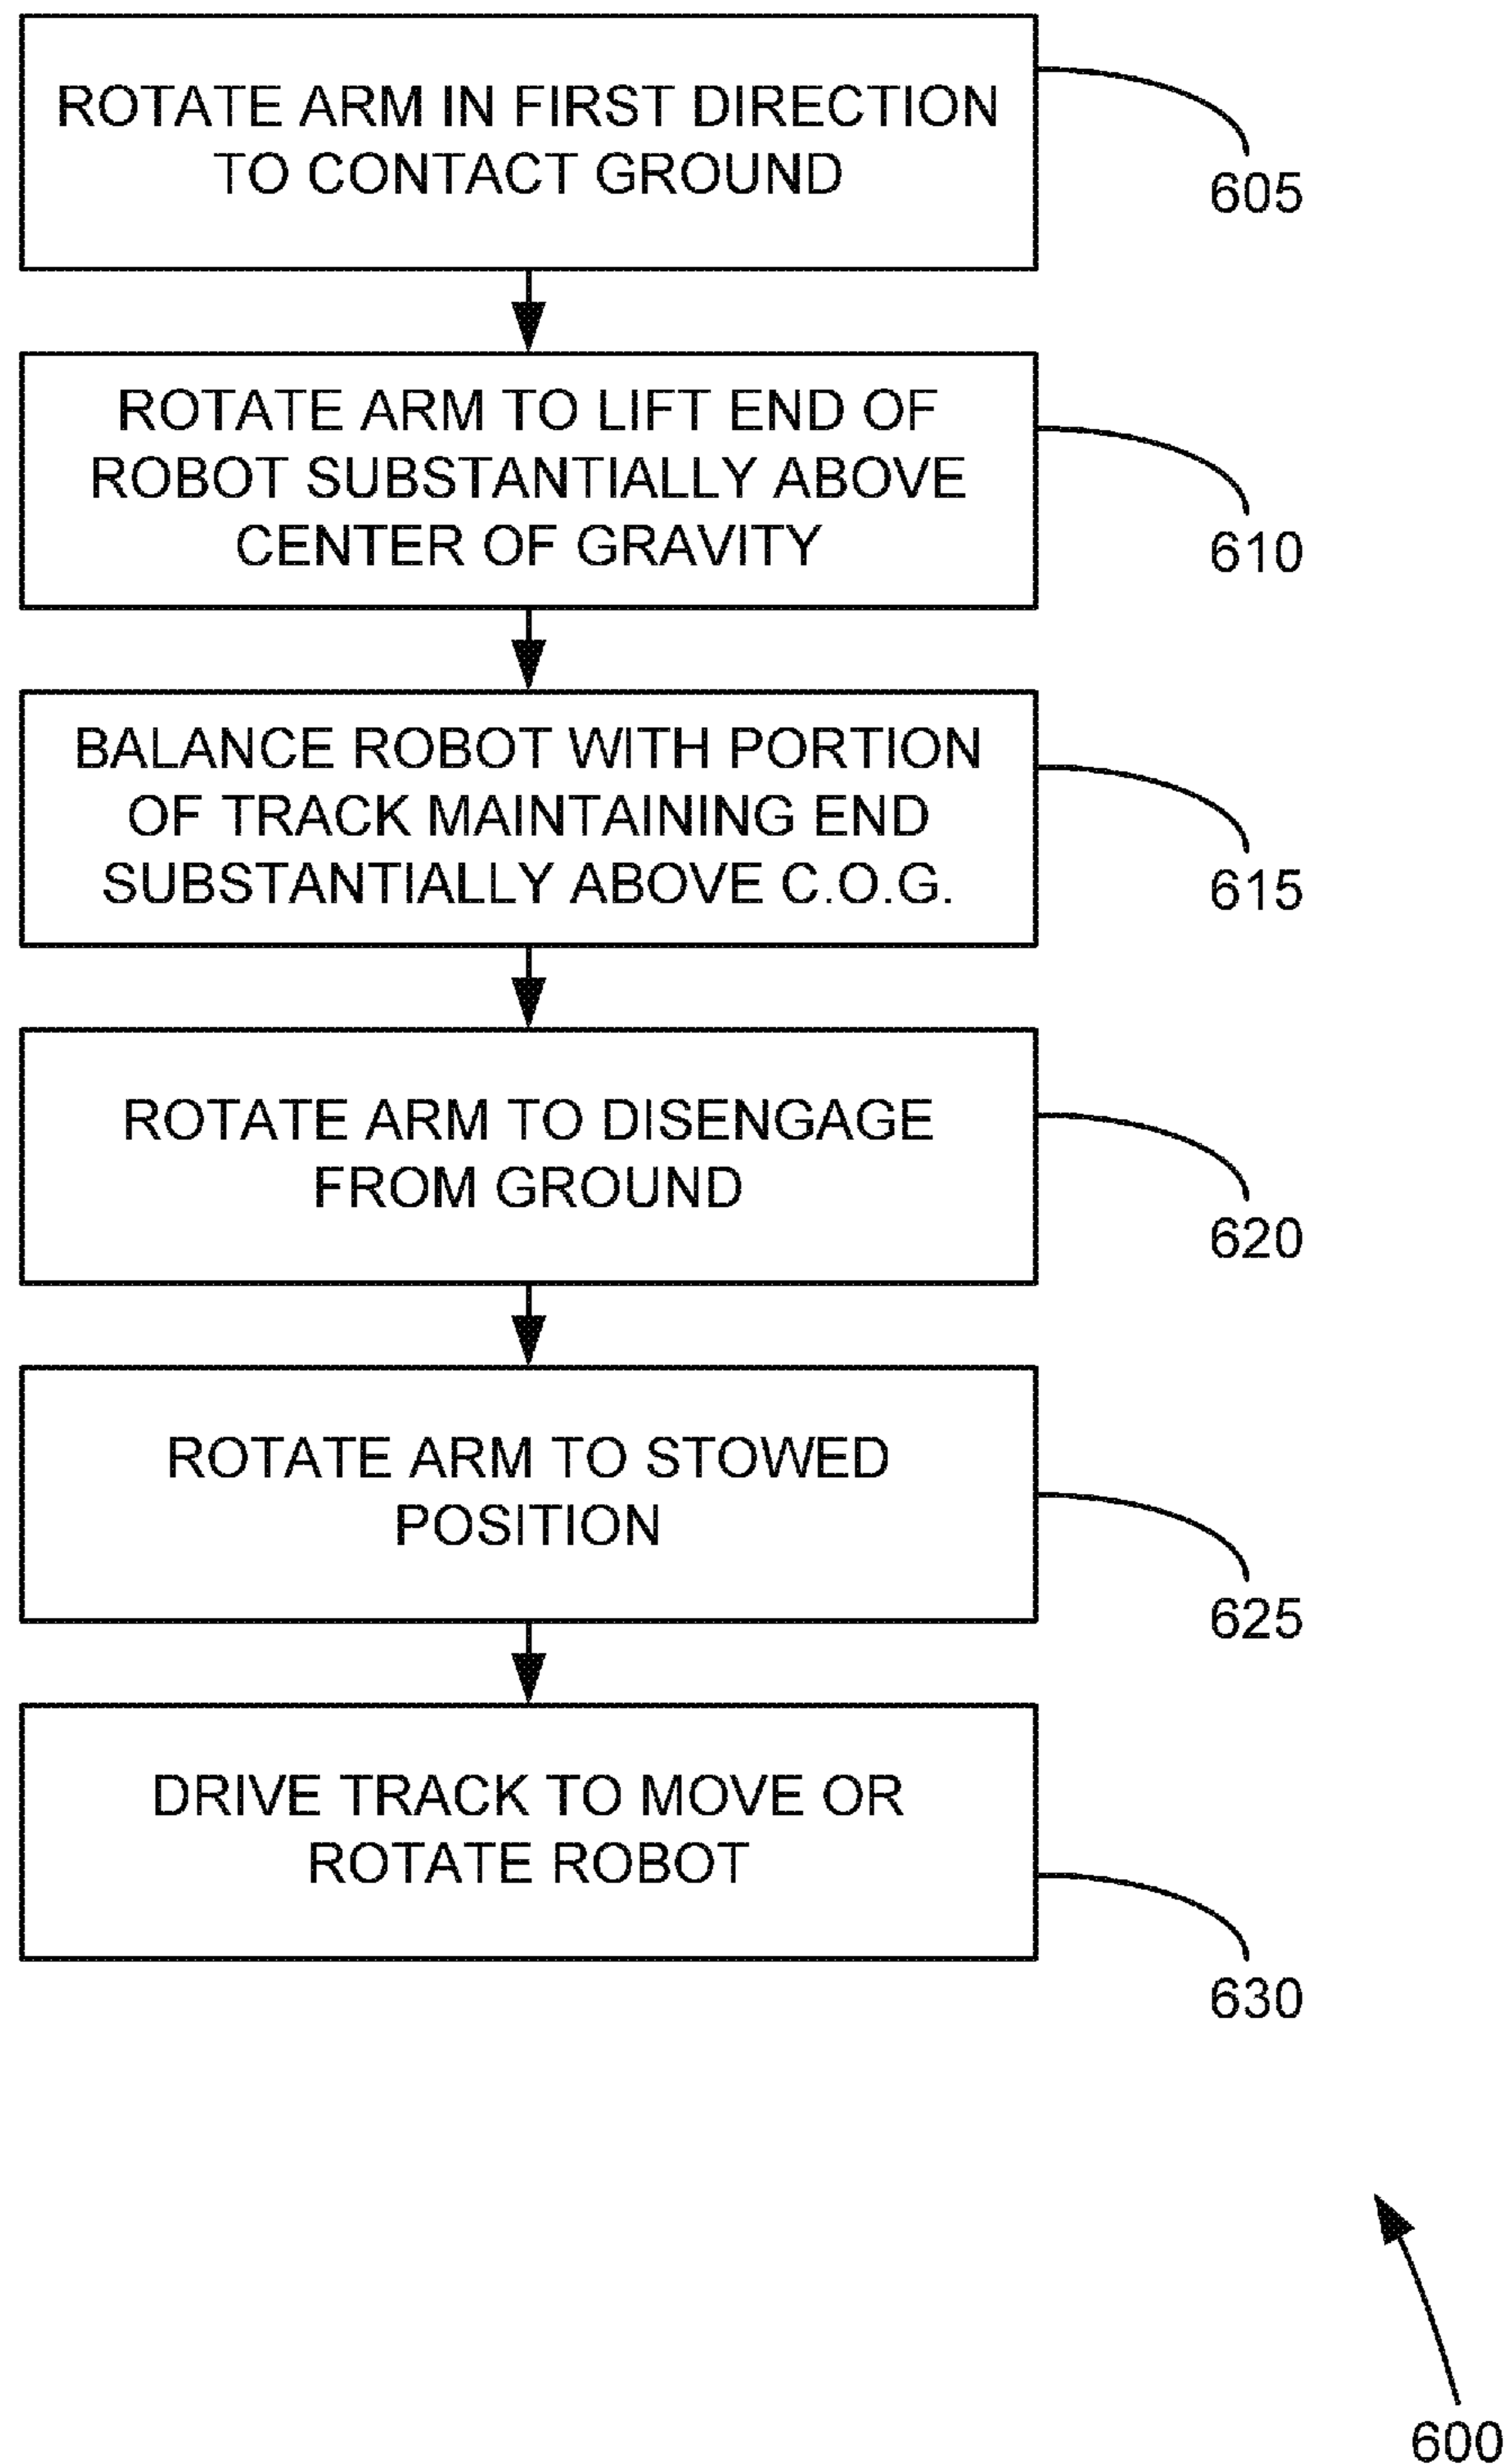 ROTATE ARM IN FIRST DIRECTION
TO CONTACT GROUND
605
ROTATE ARM TO LIFT END OF
ROBOT SUBSTANTIALLY ABOVE
CENTER OF GRAVITY
610
BALANCE ROBOT WITH PORTION
OF TRACK MAINTAINING END
SUBSTANTIALLY ABOVE C.O.G.
615
ROTATE ARM TO DISENGAGE
FROM GROUND
620
ROTATE ARM TO STOWED
POSITION
625
DRIVE TRACK TO MOVE OR
ROTATE ROBOT
630
600